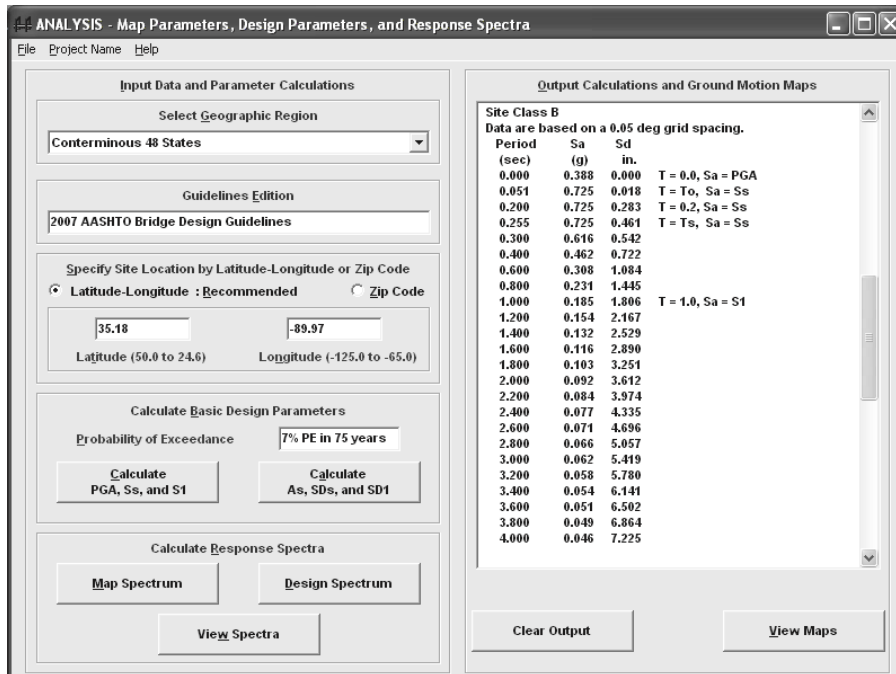 ANALYSIS - Map Parameters, Design Parameters, and Response Spectra
File Project Name Help
Input Data and Parameter Calculations
Select Geographic Region
Conterminous 48 States
Guidelines Edition
2007 AASHTO Bridge Design Guidelines
Specify Site Location by Latitude-Longitude or Zip Code
Latitude-Longitude : Recommended Zip Code
35.18 -89.97
Latitude (50.0 to 24.6) Longitude (-125.0 to -65.0)
Calculate Basic Design Parameters
Probability of Exceedance 7% PE in 75 years
Calculate
PGA, Ss, and S1
Calculate
As, SDs, and SD1
Calculate Response Spectra
Map Spectrum Design Spectrum
View Spectra
Output Calculations and Ground Motion Maps
Site Class B
Data are based on a 0.05 deg grid spacing.
Period Sa Sd
(sec) (g) in.
0.000 0.388 0.000 T = 0.0, Sa = PGA
0.051 0.725 0.018 T = To, Sa = Ss
0.200 0.725 0.283 T = 0.2, Sa = Ss
0.255 0.725 0.461 T = Ts, Sa = Ss
0.300 0.616 0.542
0.400 0.462 0.722
0.600 0.308 1.084
0.800 0.231 1.445
1.000 0.185 1.806 T = 1.0, Sa = S1
1.200 0.154 2.167
1.400 0.132 2.529
1.600 0.116 2.890
1.800 0.103 3.251
2.000 0.092 3.612
2.200 0.084 3.974
2.400 0.077 4.335
2.600 0.071 4.696
2.800 0.066 5.057
3.000 0.062 5.419
3.200 0.058 5.780
3.400 0.054 6.141
3.600 0.051 6.502
3.800 0.049 6.864
4.000 0.046 7.225
Clear Output View Maps